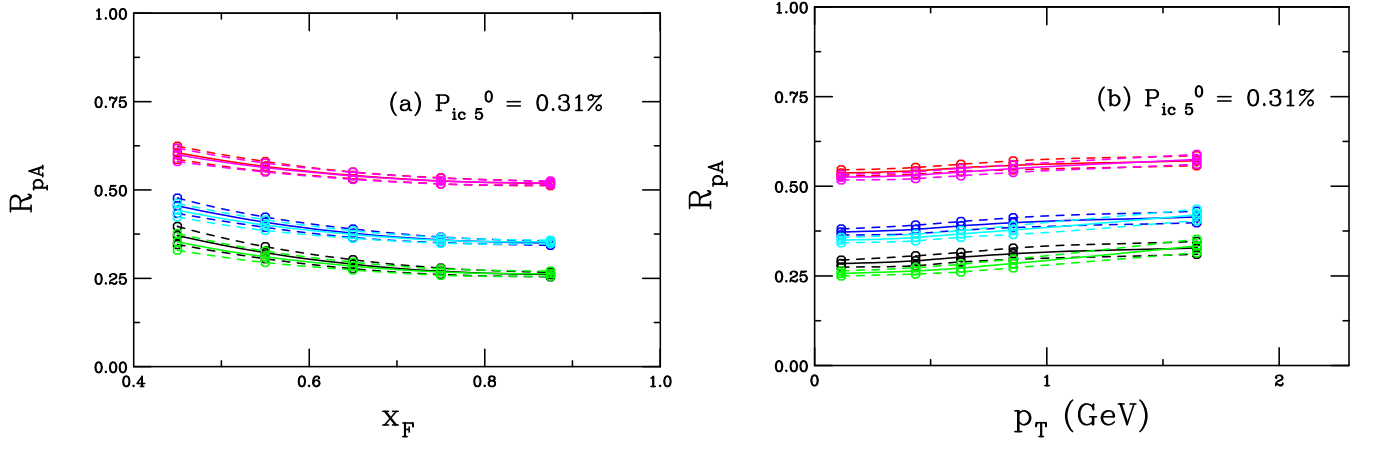 1.00
0.75
0.50
0.25
0.00
R_pA
(a) P_ic 5^0 = 0.31%
0.4 0.6 0.8 1.0
x_F
1.00
0.75
0.50
0.25
0.00
R_pA
(b) P_ic 5^0 = 0.31%
0 1 2
p_T (GeV)